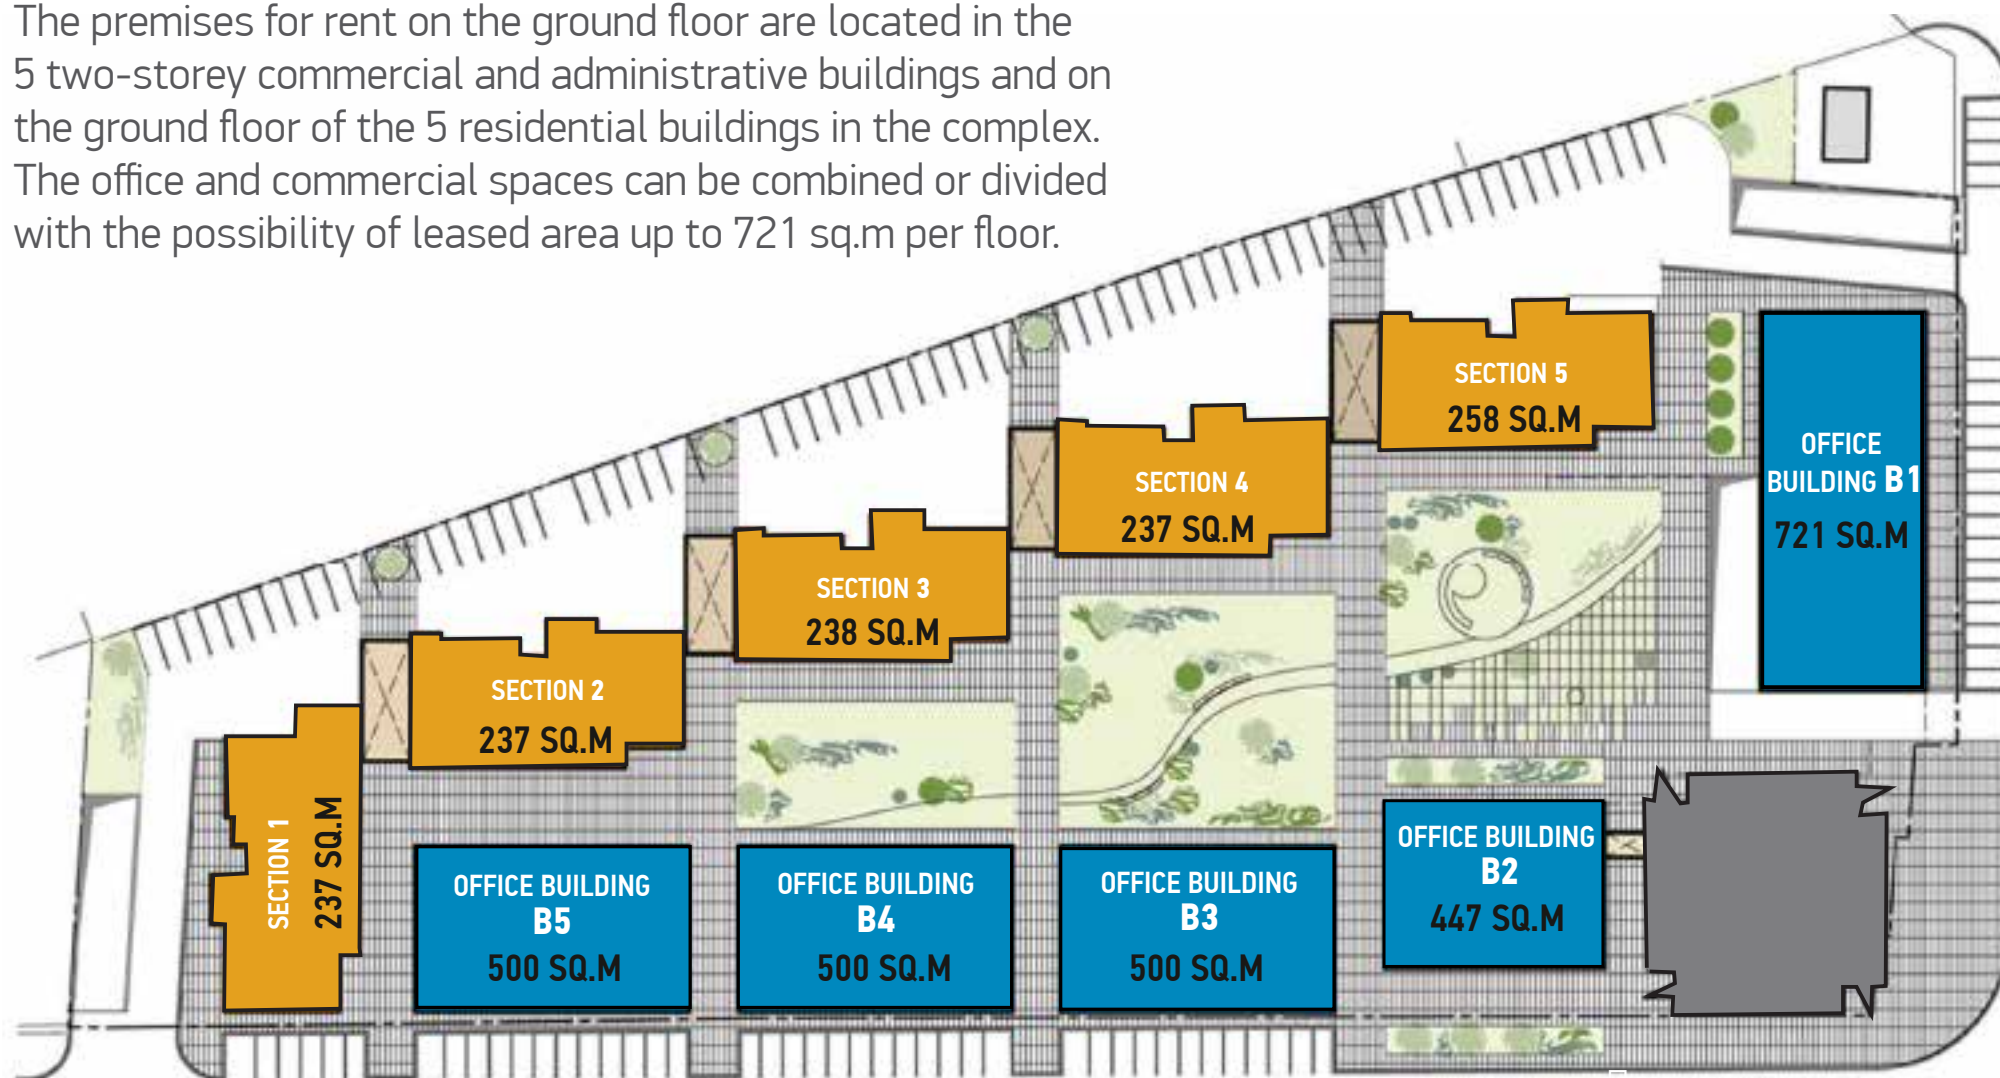 The premises for rent on the ground floor are located in the
5 two-storey commercial and administrative buildings and on
the ground floor of the 5 residential buildings in the complex.
The office and commercial spaces can be combined or divided
with the possibility of leased area up to 721 sq.m per floor.
SECTION 5
258 SQ.M
OFFICE
BUILDING B1
721 SQ.M
SECTION 4
237 SQ.M
SECTION 3
238 SQ.M
SECTION 2
237 SQ.M
SECTION 1
237 SQ.M
OFFICE BUILDING
B5
500 SQ.M
OFFICE BUILDING
B4
500 SQ.M
OFFICE BUILDING
B3
500 SQ.M
OFFICE BUILDING
B2
447 SQ.M